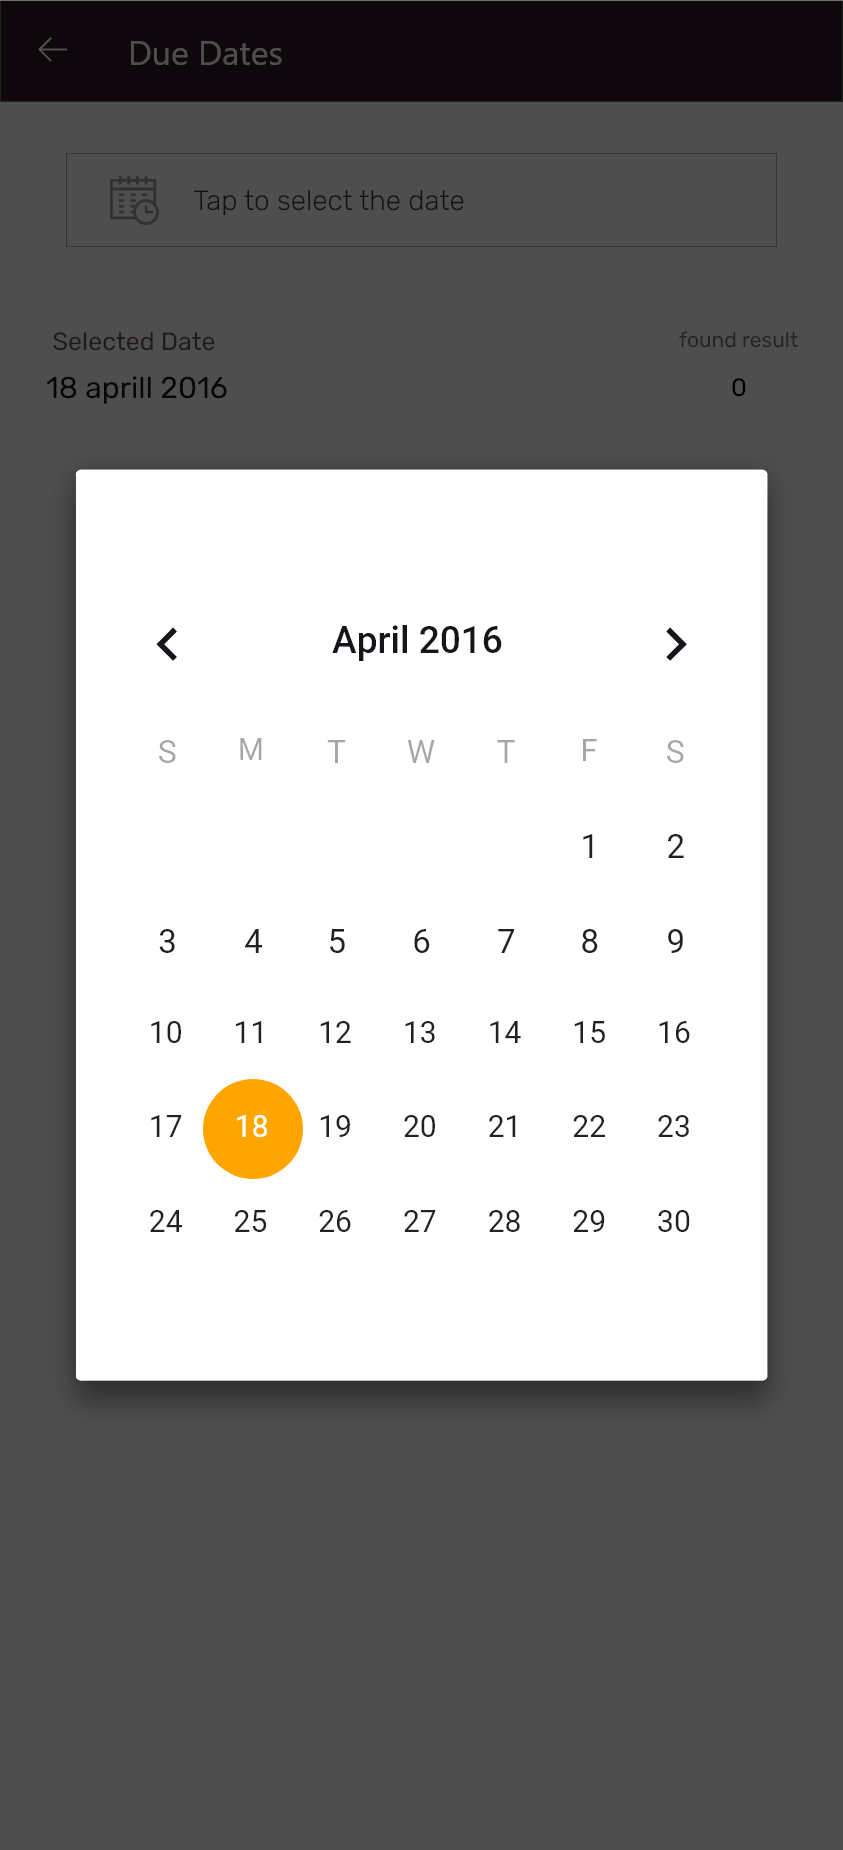 Due Dates
Tap to select the date
Selected Date found result
18 aprill 2016 0
April 2016
S M T W T F S
1 2
3 4 5 6 7 8 9
10 11 12 13 14 15 16
17 18 19 20 21 22 23
24 25 26 27 28 29 30